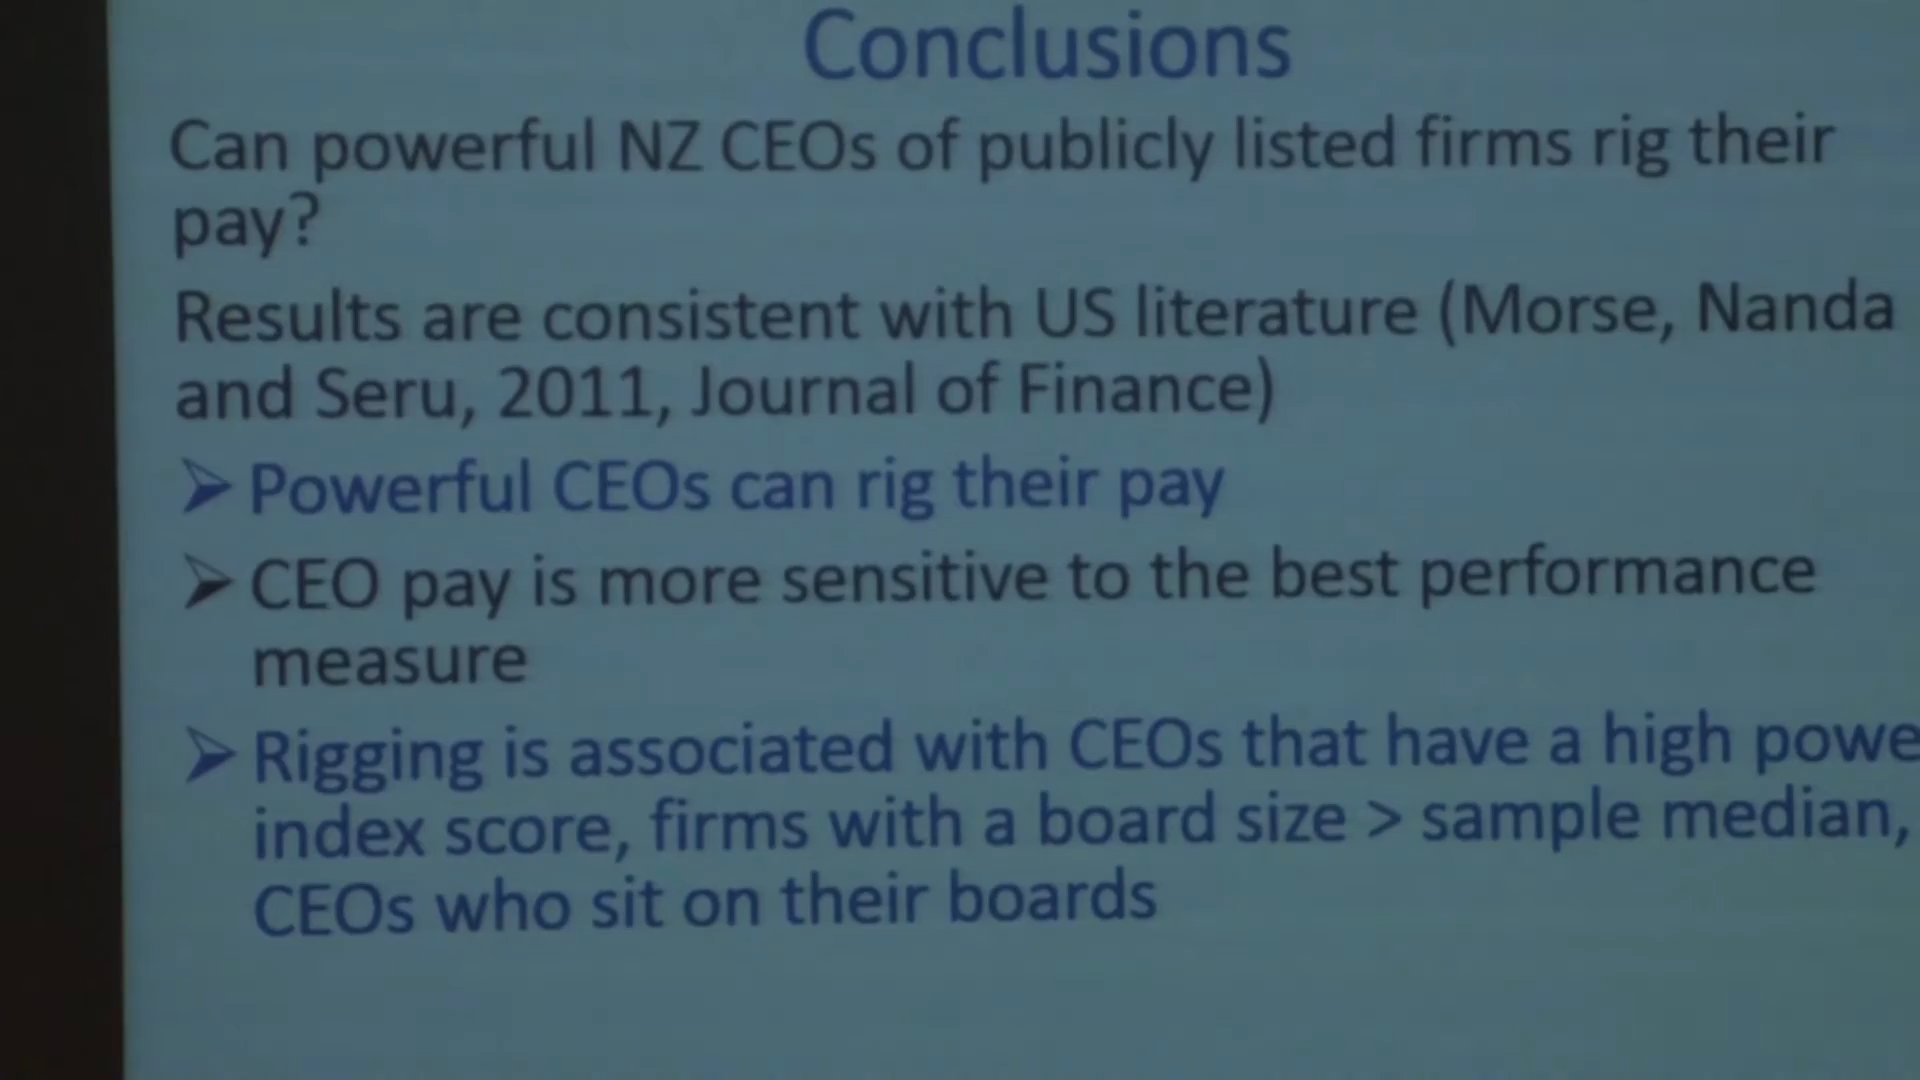 Conclusions
Can powerful NZ CEOs of publicly listed firms rig their
pay?
Results are consistent with US literature (Morse, Nanda
and Seru, 2011, Journal of Finance)
➢ Powerful CEOs can rig their pay
➢ CEO pay is more sensitive to the best performance
measure
➢ Rigging is associated with CEOs that have a high powe
index score, firms with a board size > sample median,
CEOs who sit on their boards